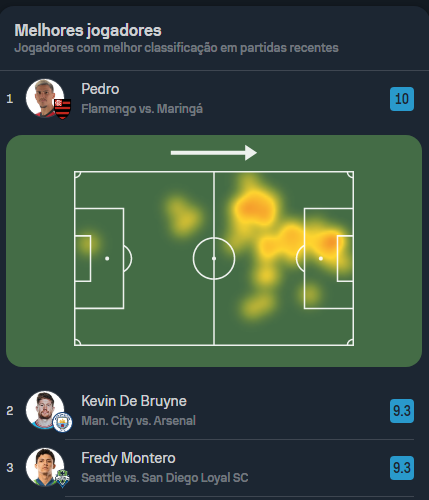 Melhores jogadores
Jogadores com melhor classificação em partidas recentes
1
Pedro
10
Flamengo vs. Maringá
2
Kevin De Bruyne
9.3
Man. City vs. Arsenal
3
Fredy Montero
9.3
Seattle vs. San Diego Loyal SC